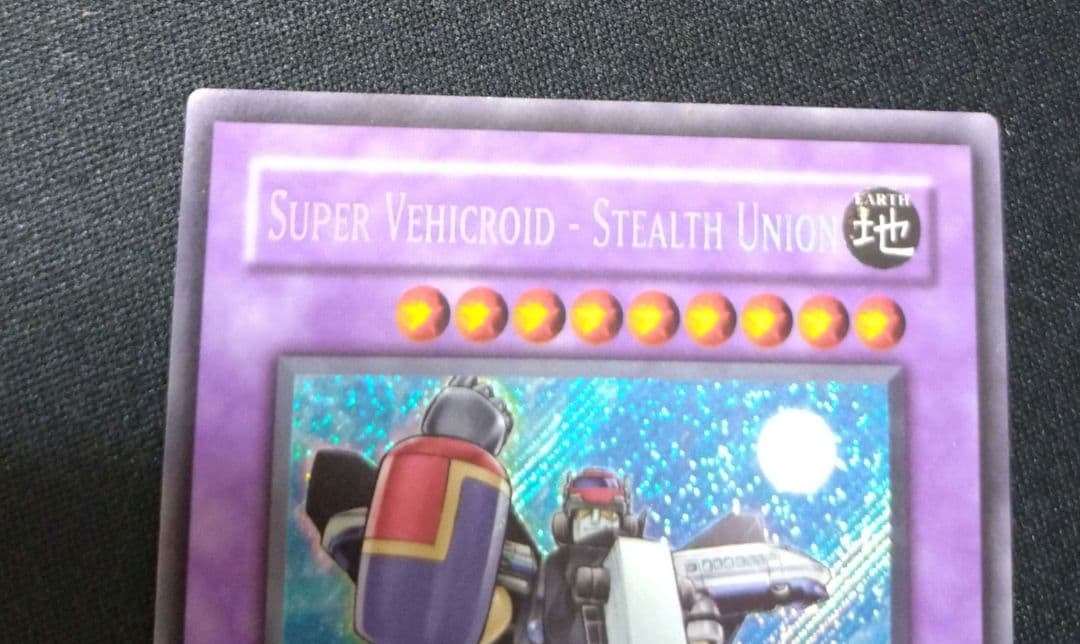 Super Vehicroid - Stealth Union
EARTH
地